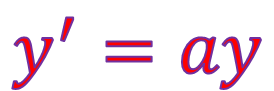 y′ = ay